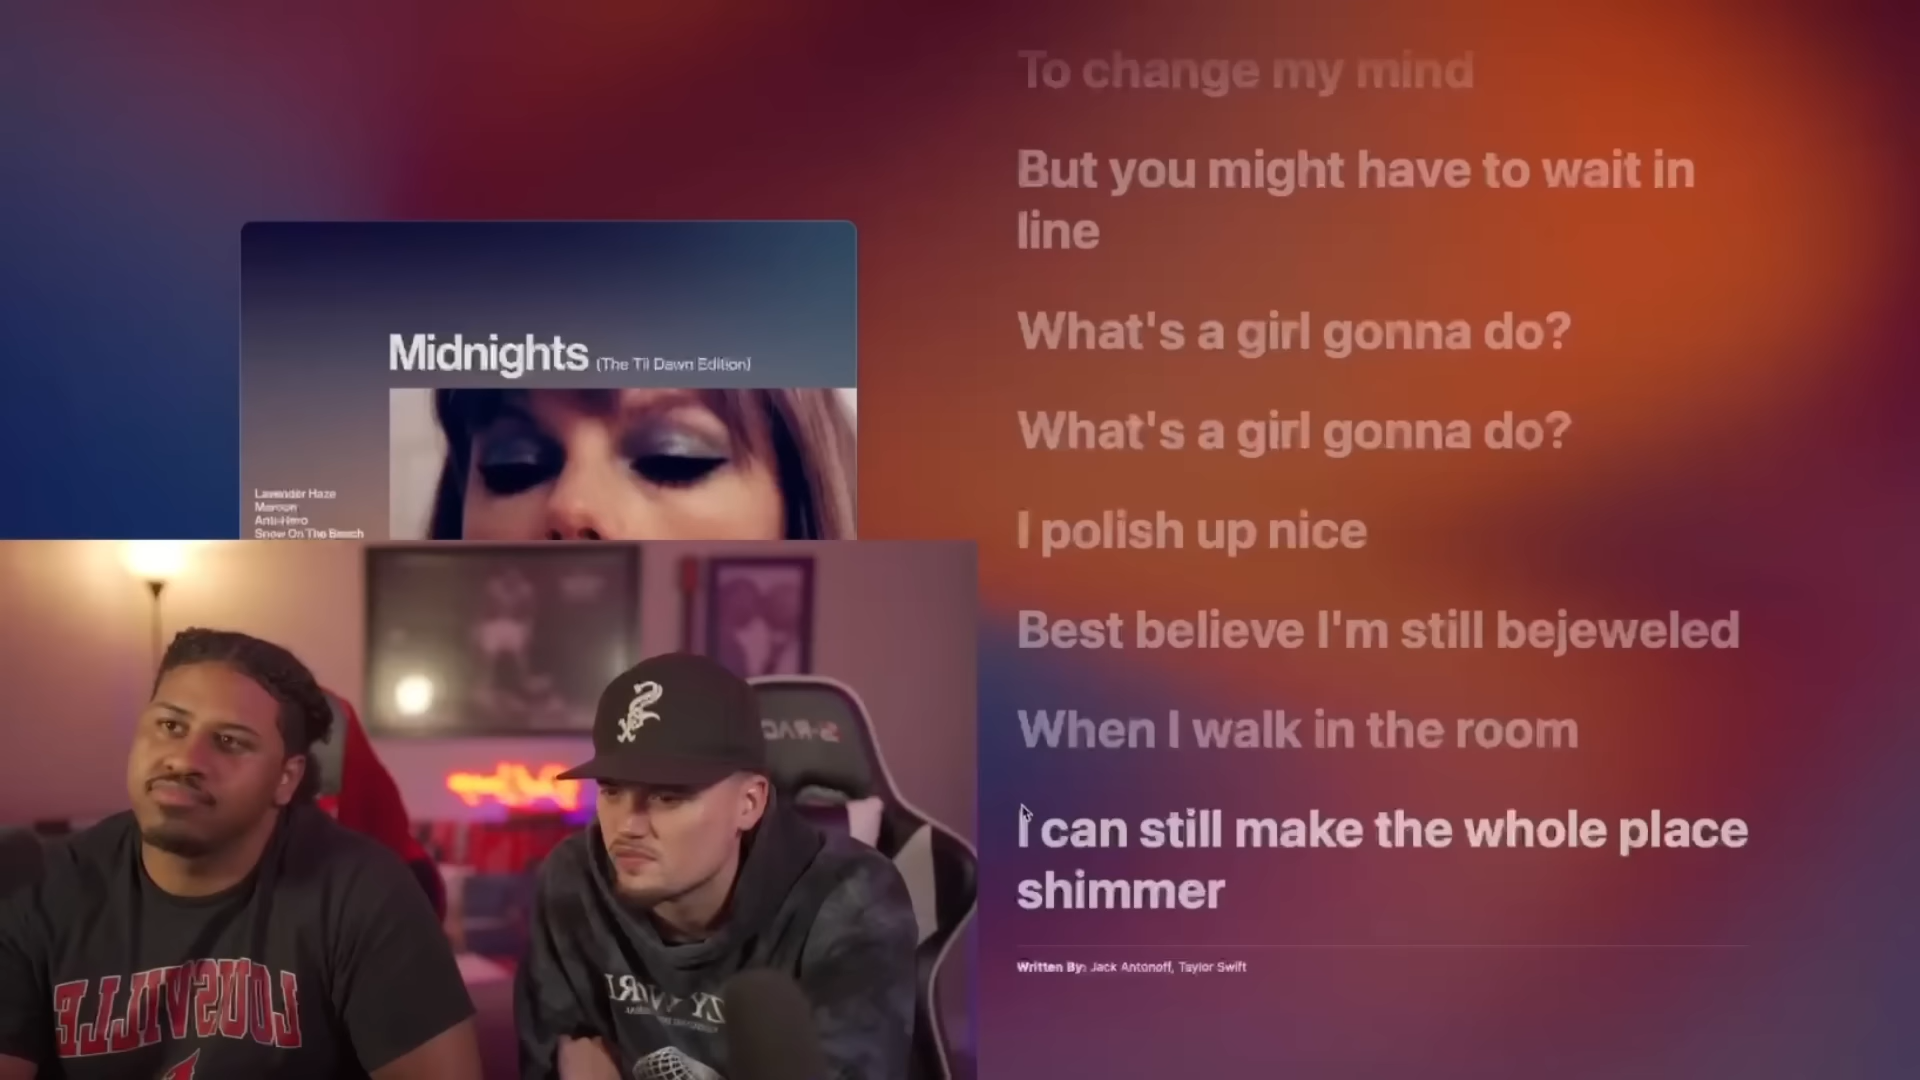 To change my mind
But you might have to wait in
line
What's a girl gonna do?
What's a girl gonna do?
I polish up nice
Best believe I'm still bejeweled
When I walk in the room
I can still make the whole place
shimmer
Written By: Jack Antonoff, Taylor Swift
Midnights (The Til Dawn Edition)
Lavender Haze
Maroon
Anti-Hero
Snow On The Beach
LOUISVILLE